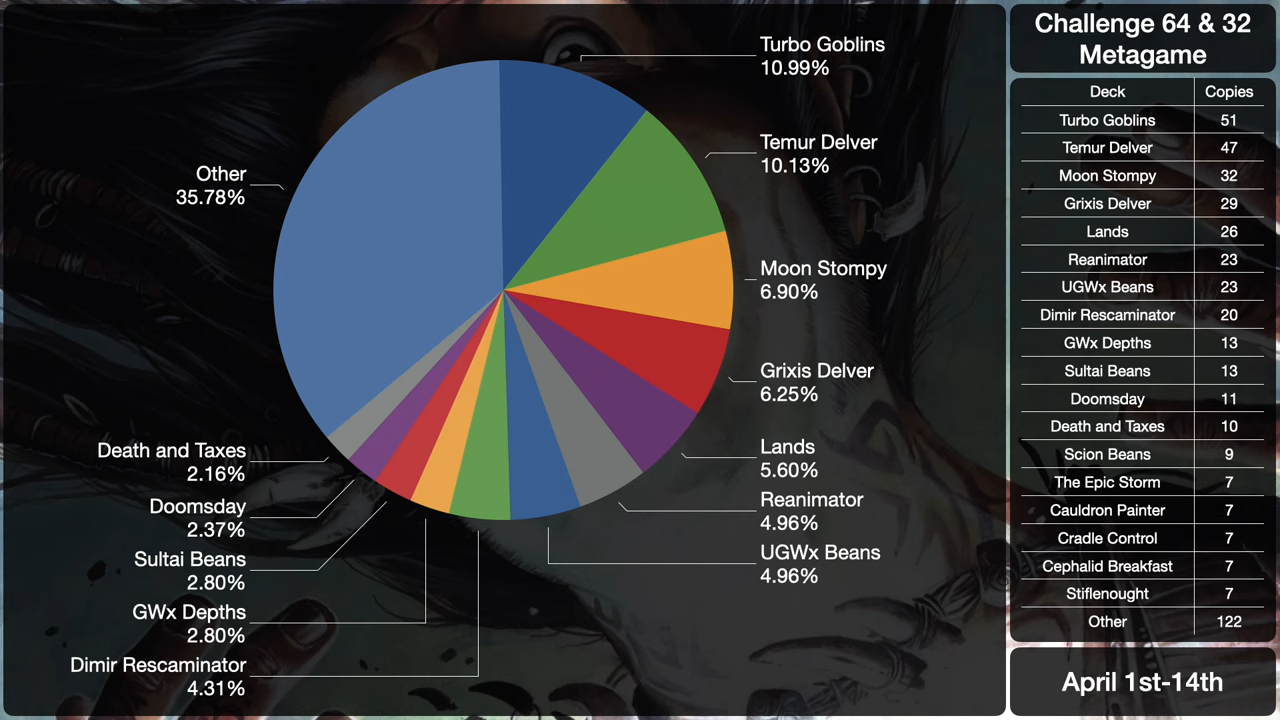 Turbo Goblins
10.99%
Temur Delver
10.13%
Moon Stompy
6.90%
Grixis Delver
6.25%
Lands
5.60%
Reanimator
4.96%
UGWx Beans
4.96%
Other
35.78%
Death and Taxes
2.16%
Doomsday
2.37%
Sultai Beans
2.80%
GWx Depths
2.80%
Dimir Rescaminator
4.31%
Challenge 64 & 32
Metagame
Deck Copies
Turbo Goblins 51
Temur Delver 47
Moon Stompy 32
Grixis Delver 29
Lands 26
Reanimator 23
UGWx Beans 23
Dimir Rescaminator 20
GWx Depths 13
Sultai Beans 13
Doomsday 11
Death and Taxes 10
Scion Beans 9
The Epic Storm 7
Cauldron Painter 7
Cradle Control 7
Cephalid Breakfast 7
Stiflenought 7
Other 122
April 1st-14th